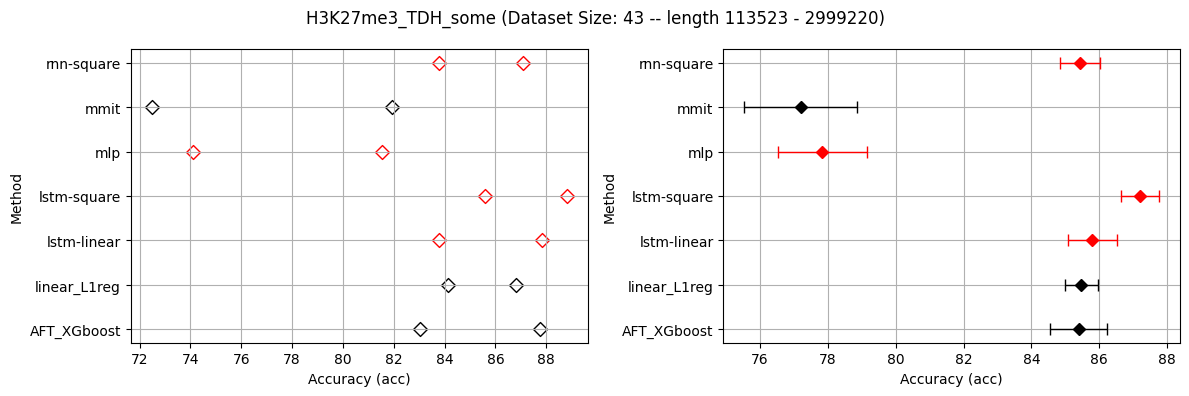 H3K27me3_TDH_some (Dataset Size: 43 -- length 113523 - 2999220)
Method
rnn-square
mmit
mlp
lstm-square
lstm-linear
linear_L1reg
AFT_XGboost
72 74 76 78 80 82 84 86 88
Accuracy (acc)
Method
rnn-square
mmit
mlp
lstm-square
lstm-linear
linear_L1reg
AFT_XGboost
76 78 80 82 84 86 88
Accuracy (acc)